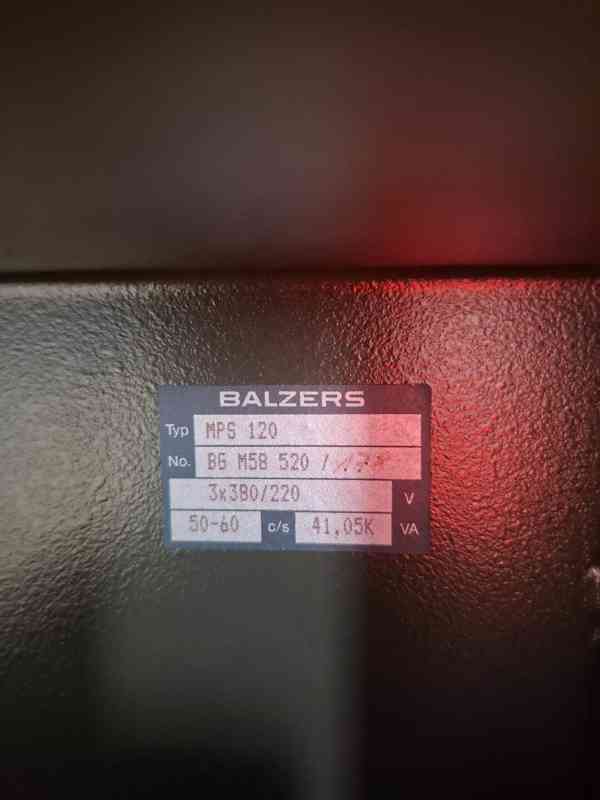 BALZERS
Typ MPS 120
No. BG M58 520 /
3x380/220 V
50-60 c/s 41,05K VA